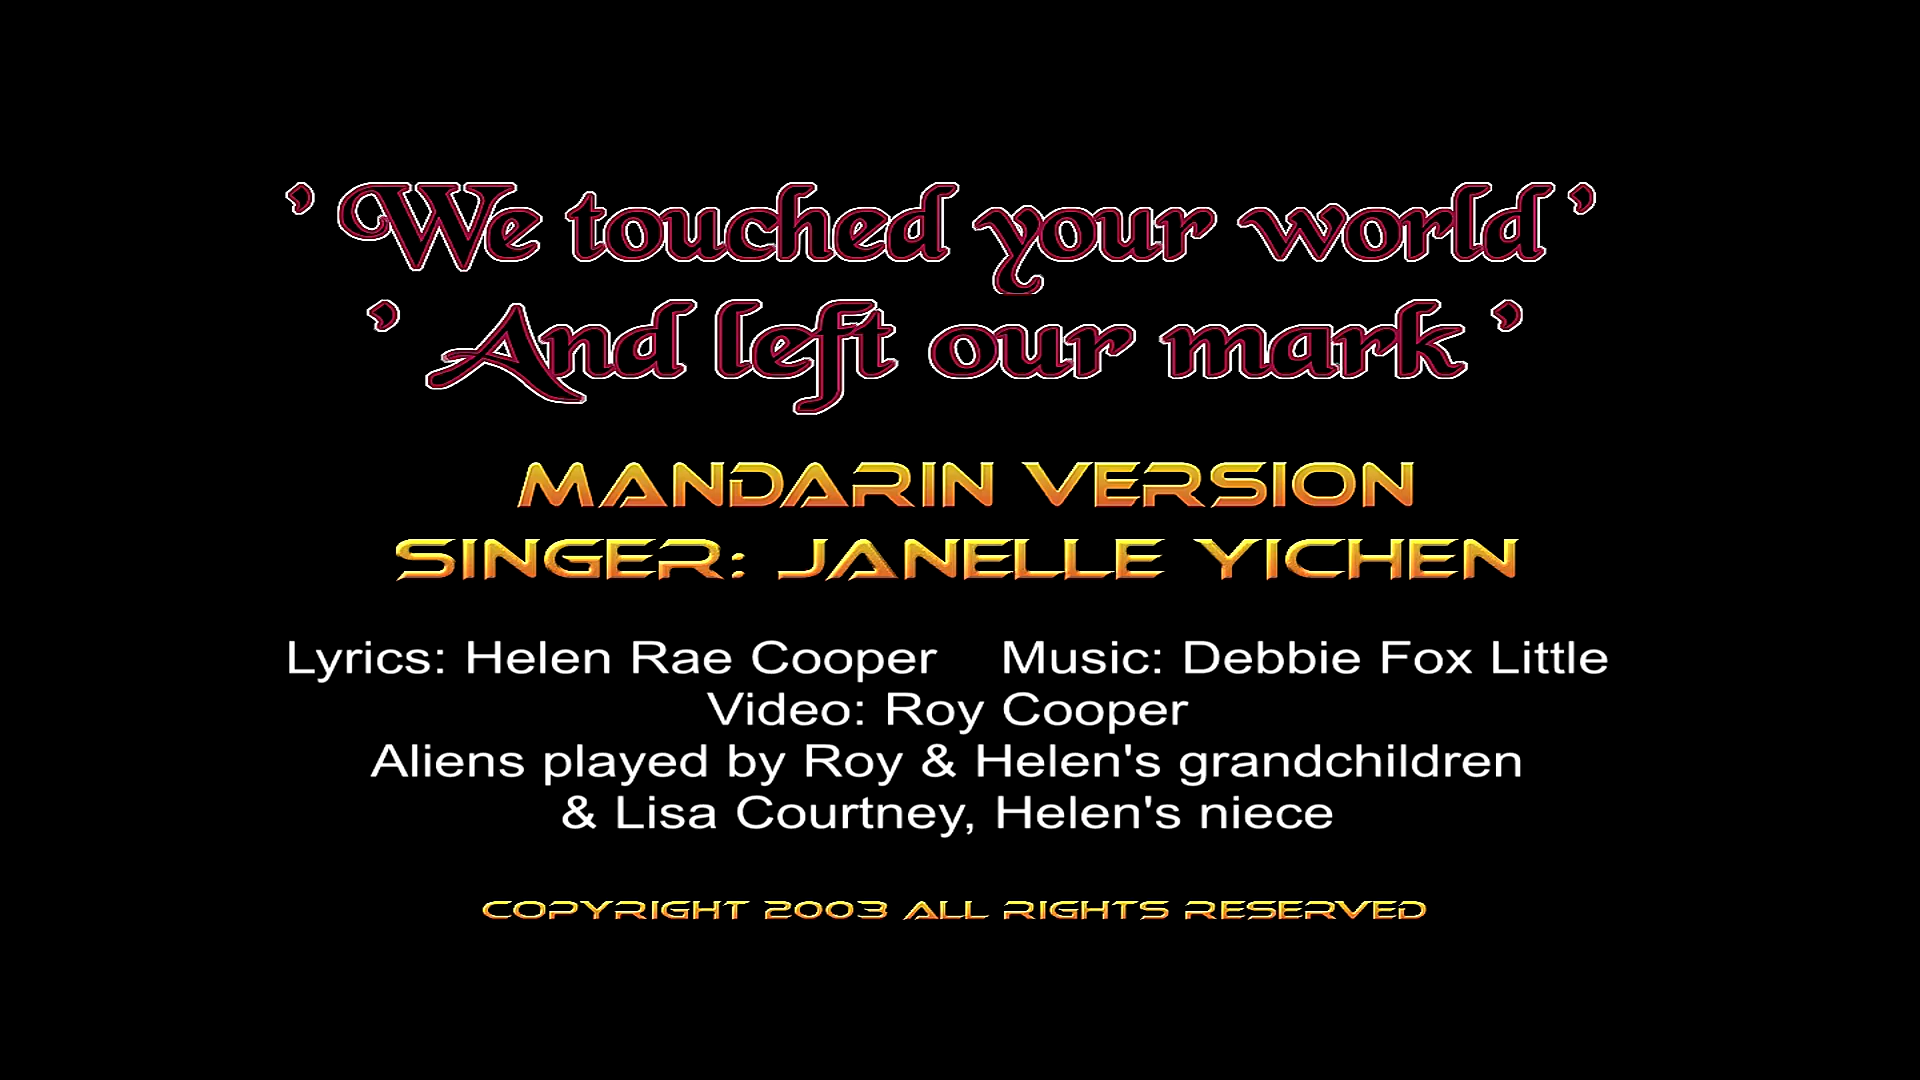 ’ We touched your world ’
’ And left our mark ’
MANDARIN VERSION
SINGER: JANELLE YICHEN
Lyrics: Helen Rae Cooper    Music: Debbie Fox Little
Video: Roy Cooper
Aliens played by Roy & Helen's grandchildren
& Lisa Courtney, Helen's niece
COPYRIGHT 2003 ALL RIGHTS RESERVED